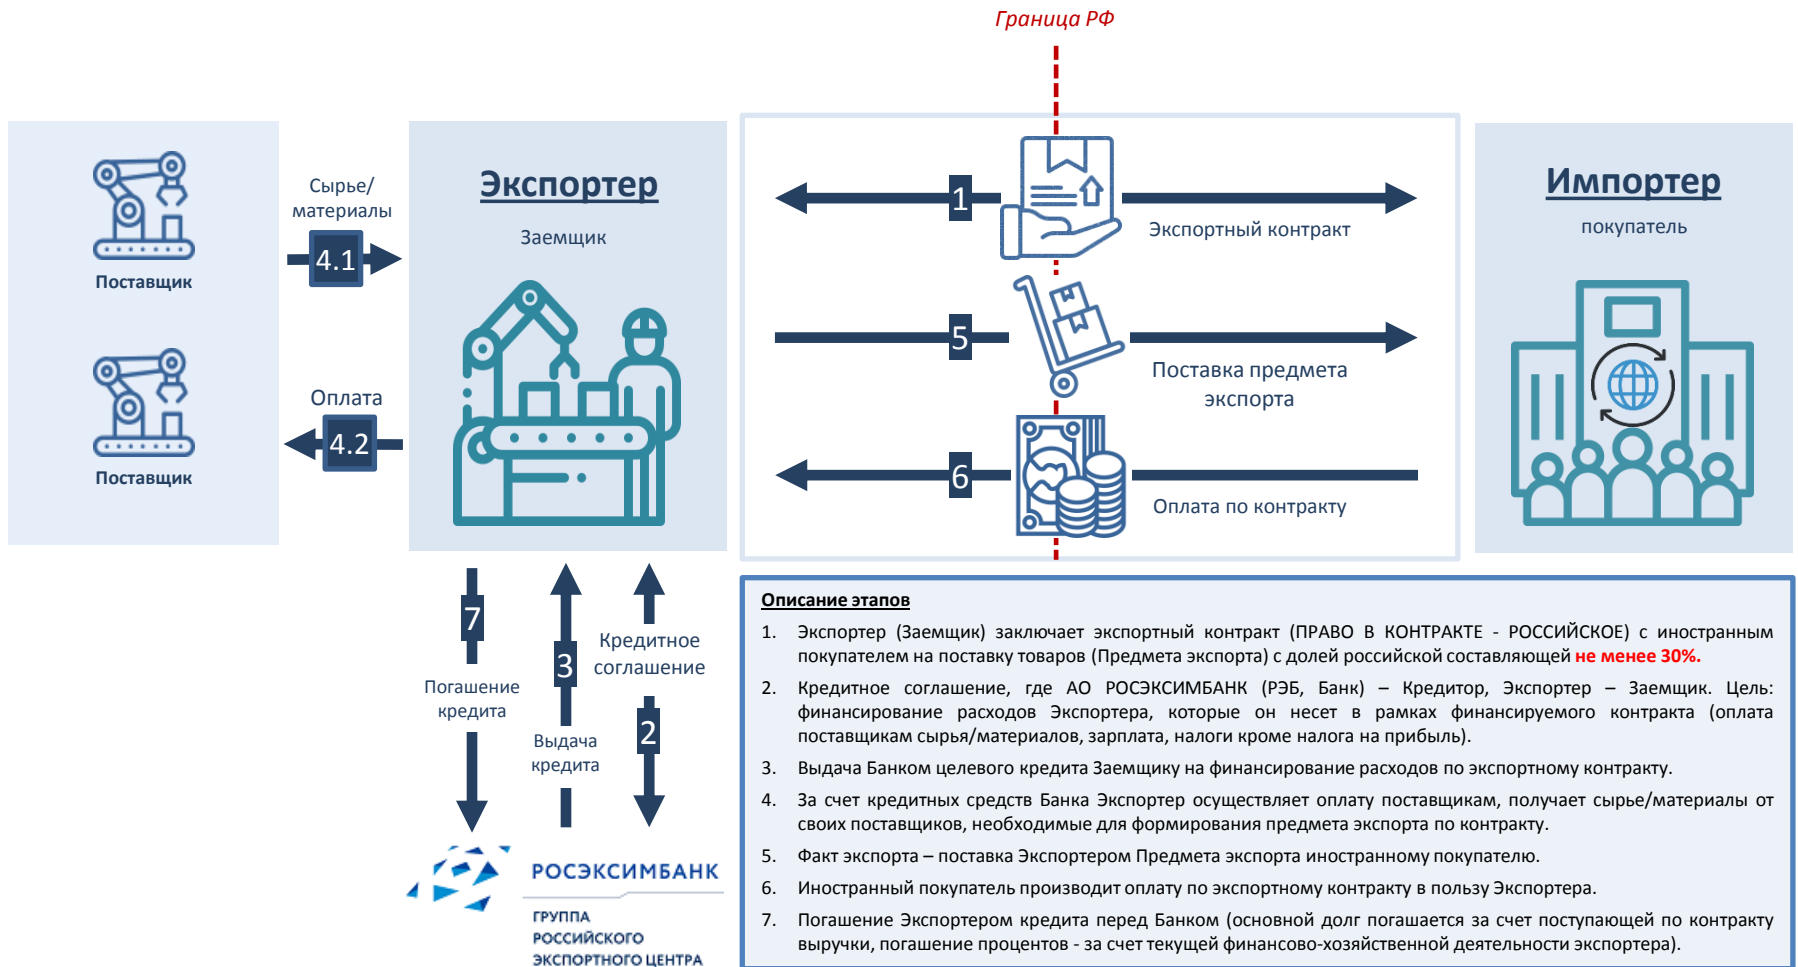 Граница РФ
Поставщик
Поставщик
Сырье/
материалы
4.1
Оплата
4.2
Экспортер
Заемщик
1
Экспортный контракт
5
Поставка предмета
экспорта
6
Оплата по контракту
Импортер
покупатель
7
Погашение
кредита
3
Выдача
кредита
Кредитное
соглашение
2
РОСЭКСИМБАНК
ГРУППА
РОССИЙСКОГО
ЭКСПОРТНОГО ЦЕНТРА
Описание этапов
1. Экспортер (Заемщик) заключает экспортный контракт (ПРАВО В КОНТРАКТЕ - РОССИЙСКОЕ) с иностранным
покупателем на поставку товаров (Предмета экспорта) с долей российской составляющей не менее 30%.
2. Кредитное соглашение, где АО РОСЭКСИМБАНК (РЭБ, Банк) – Кредитор, Экспортер – Заемщик. Цель:
финансирование расходов Экспортера, которые он несет в рамках финансируемого контракта (оплата
поставщикам сырья/материалов, зарплата, налоги кроме налога на прибыль).
3. Выдача Банком целевого кредита Заемщику на финансирование расходов по экспортному контракту.
4. За счет кредитных средств Банка Экспортер осуществляет оплату поставщикам, получает сырье/материалы от
своих поставщиков, необходимые для формирования предмета экспорта по контракту.
5. Факт экспорта – поставка Экспортером Предмета экспорта иностранному покупателю.
6. Иностранный покупатель производит оплату по экспортному контракту в пользу Экспортера.
7. Погашение Экспортером кредита перед Банком (основной долг погашается за счет поступающей по контракту
выручки, погашение процентов - за счет текущей финансово-хозяйственной деятельности экспортера).